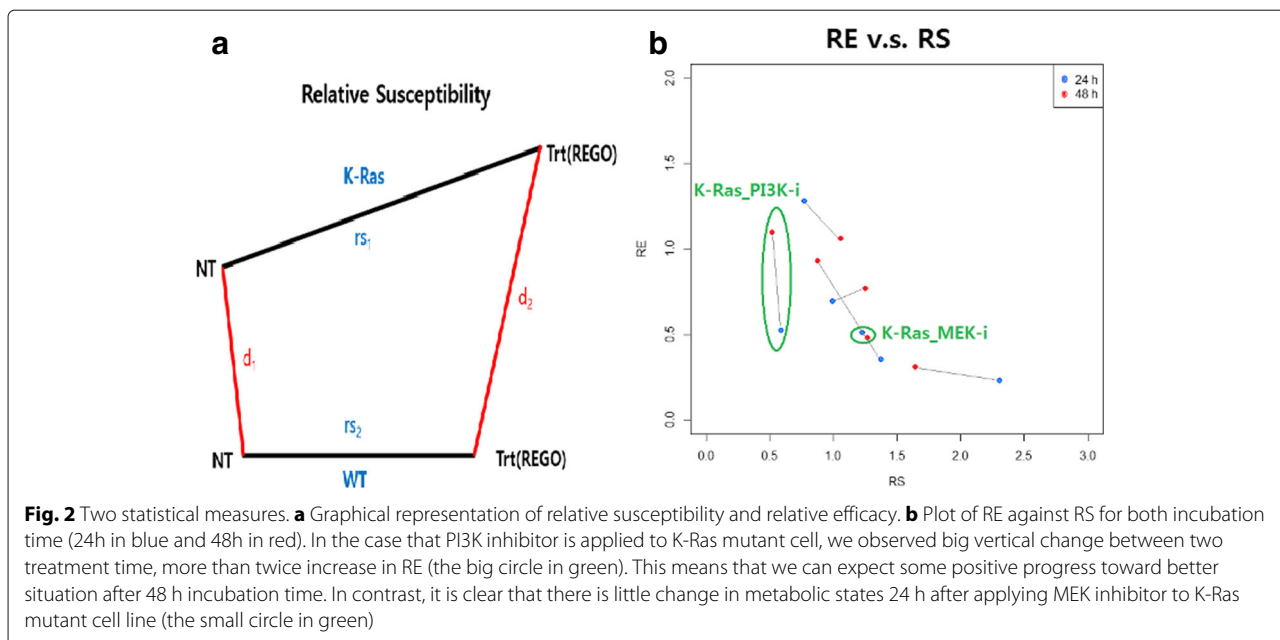 a
Relative Susceptibility
K-Ras
rs1
Trt(REGO)
NT
d1
d2
rs2
NT
WT
Trt(REGO)
b
RE v.s. RS
24 h
48 h
K-Ras_PI3K-i
K-Ras_MEK-i
RE
2.0
1.5
1.0
0.5
0.0
0.0 0.5 1.0 1.5 2.0 2.5 3.0
RS
Fig. 2 Two statistical measures. a Graphical representation of relative susceptibility and relative efficacy. b Plot of RE against RS for both incubation
time (24h in blue and 48h in red). In the case that PI3K inhibitor is applied to K-Ras mutant cell, we observed big vertical change between two
treatment time, more than twice increase in RE (the big circle in green). This means that we can expect some positive progress toward better
situation after 48 h incubation time. In contrast, it is clear that there is little change in metabolic states 24 h after applying MEK inhibitor to K-Ras
mutant cell line (the small circle in green)